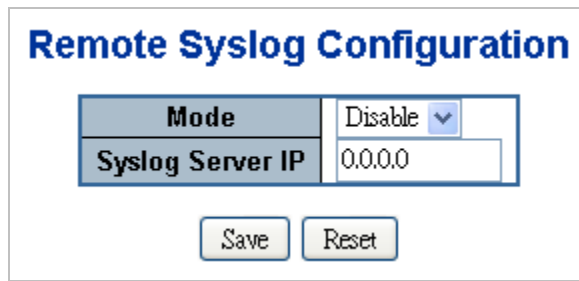 Remote Syslog Configuration
Mode Disable
Syslog Server IP 0.0.0.0
Save Reset